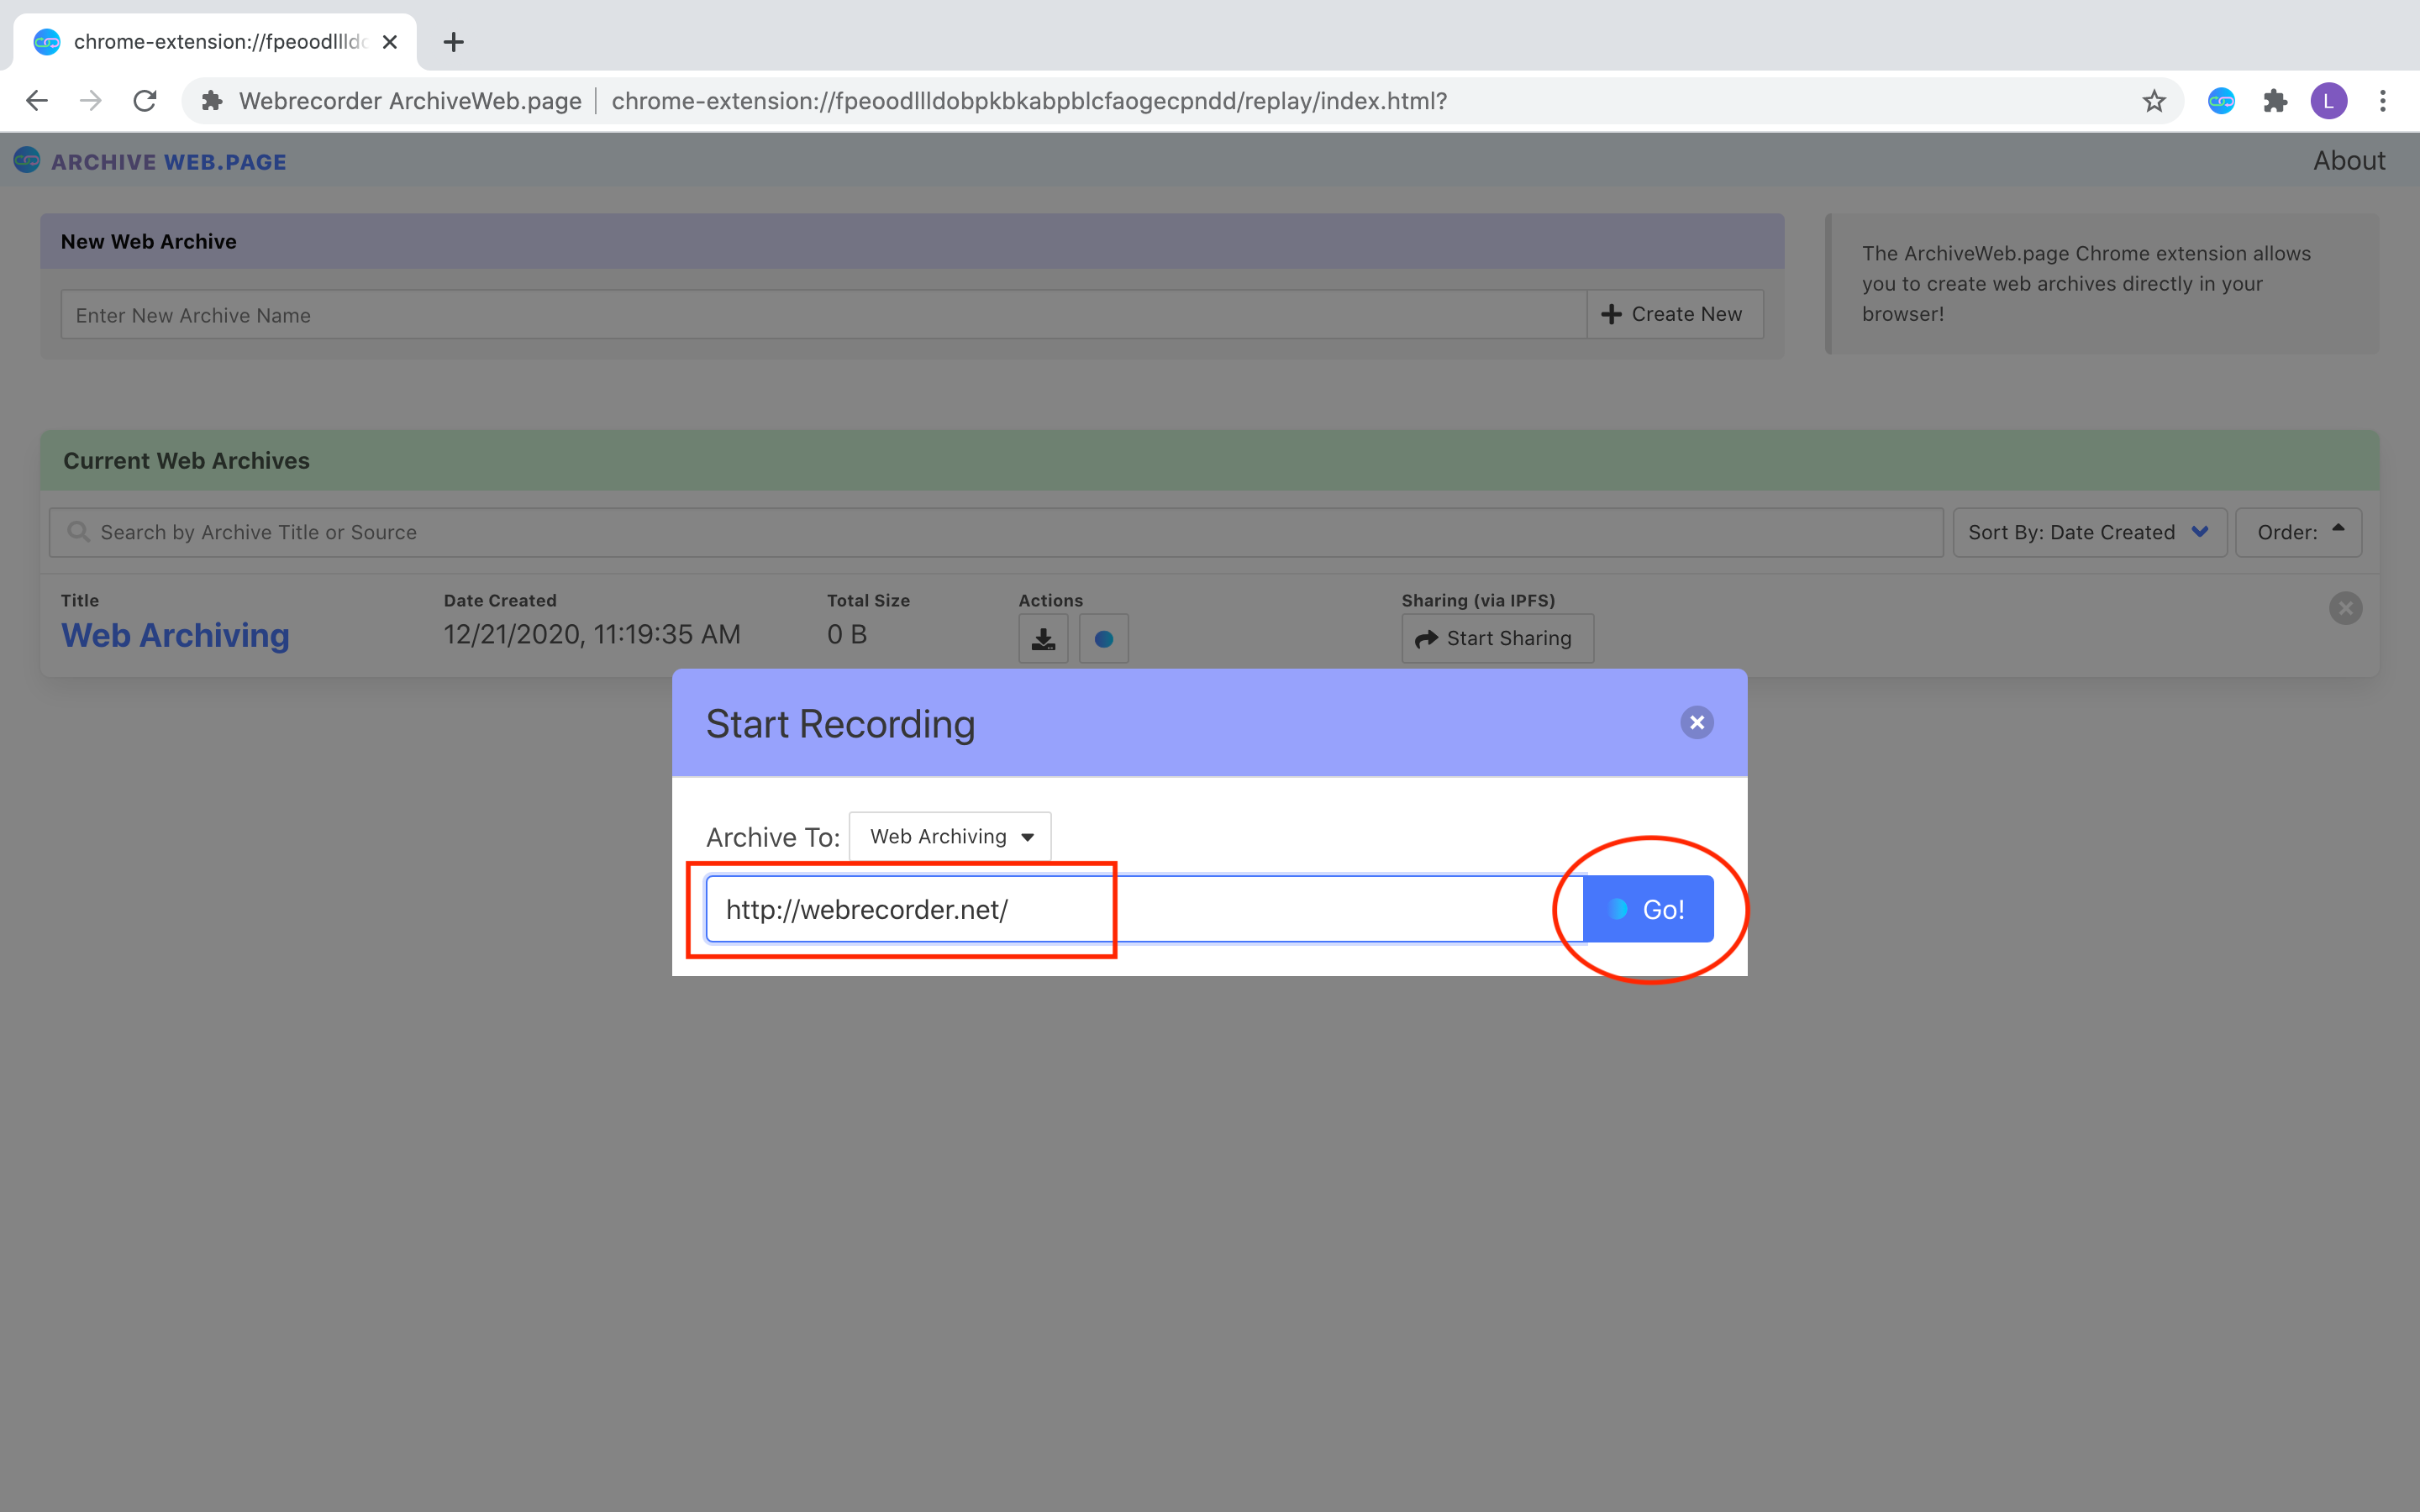 chrome-extension://fpeoodllld
Webrecorder ArchiveWeb.page
chrome-extension://fpeoodllldobpkbkabpblcfaogecpndd/replay/index.html?
L
ARCHIVE WEB.PAGE
About
New Web Archive
Enter New Archive Name
Create New
The ArchiveWeb.page Chrome extension allows
you to create web archives directly in your
browser!
Current Web Archives
Search by Archive Title or Source
Sort By: Date Created
Order:
Title
Date Created
Total Size
Actions
Sharing (via IPFS)
Web Archiving
12/21/2020, 11:19:35 AM
0 B
Start Sharing
Start Recording
Archive To:
Web Archiving
http://webrecorder.net/
Go!